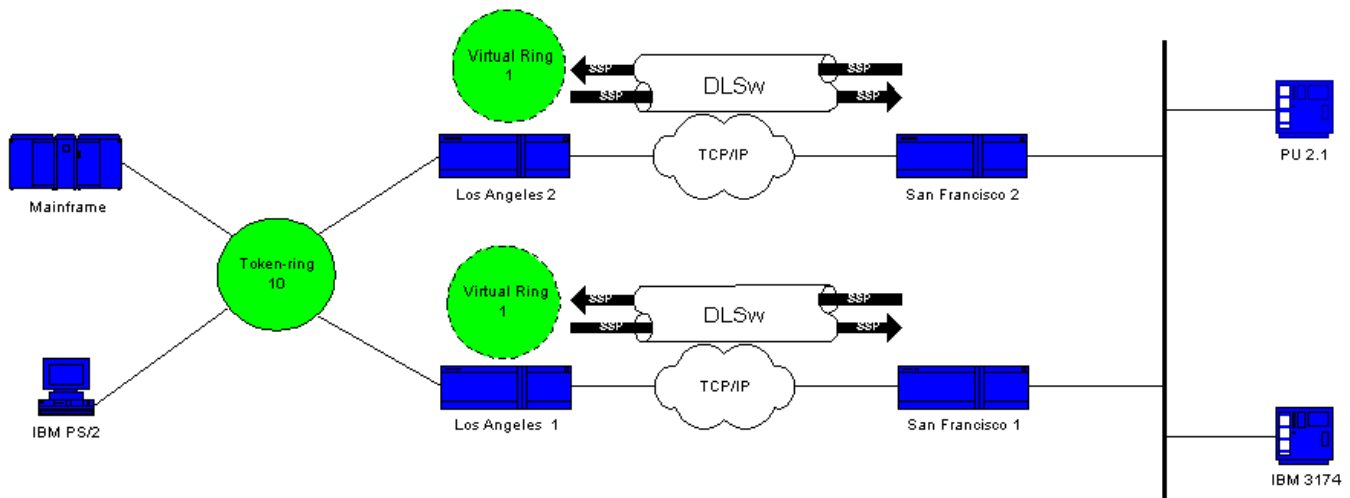 Virtual Ring
1
SSP
SSP
DLSw
SSP
SSP
Mainframe
Los Angeles 2
TCP/IP
San Francisco 2
PU 2.1
Token-ring
10
Virtual Ring
1
SSP
SSP
DLSw
SSP
SSP
IBM PS/2
Los Angeles 1
TCP/IP
San Francisco 1
IBM 3174